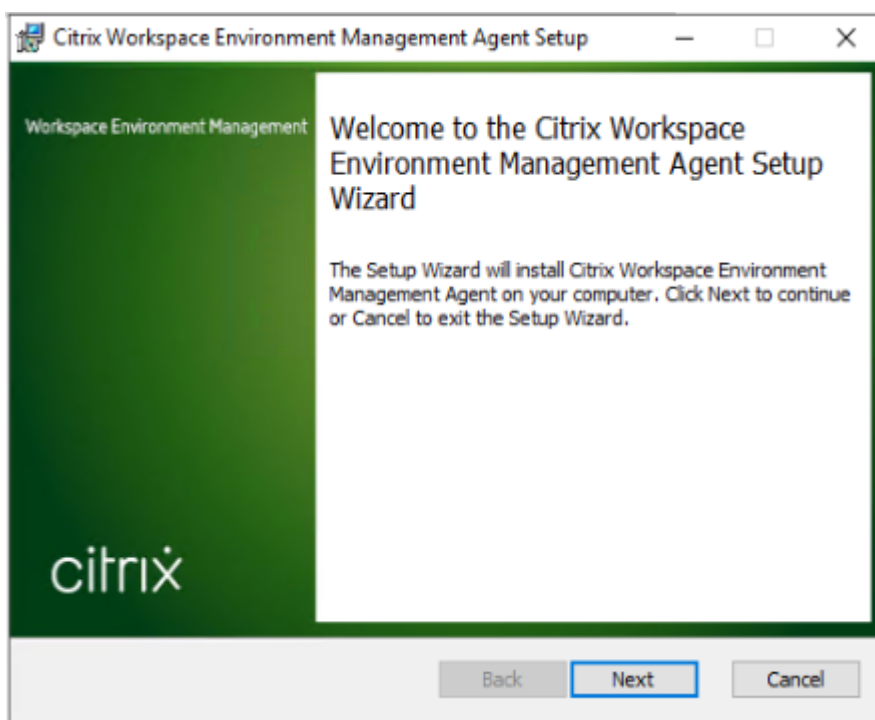 Citrix Workspace Environment Management Agent Setup
Workspace Environment Management
Welcome to the Citrix Workspace
Environment Management Agent Setup
Wizard
The Setup Wizard will install Citrix Workspace Environment
Management Agent on your computer. Click Next to continue
or Cancel to exit the Setup Wizard.
citrix
Back Next Cancel